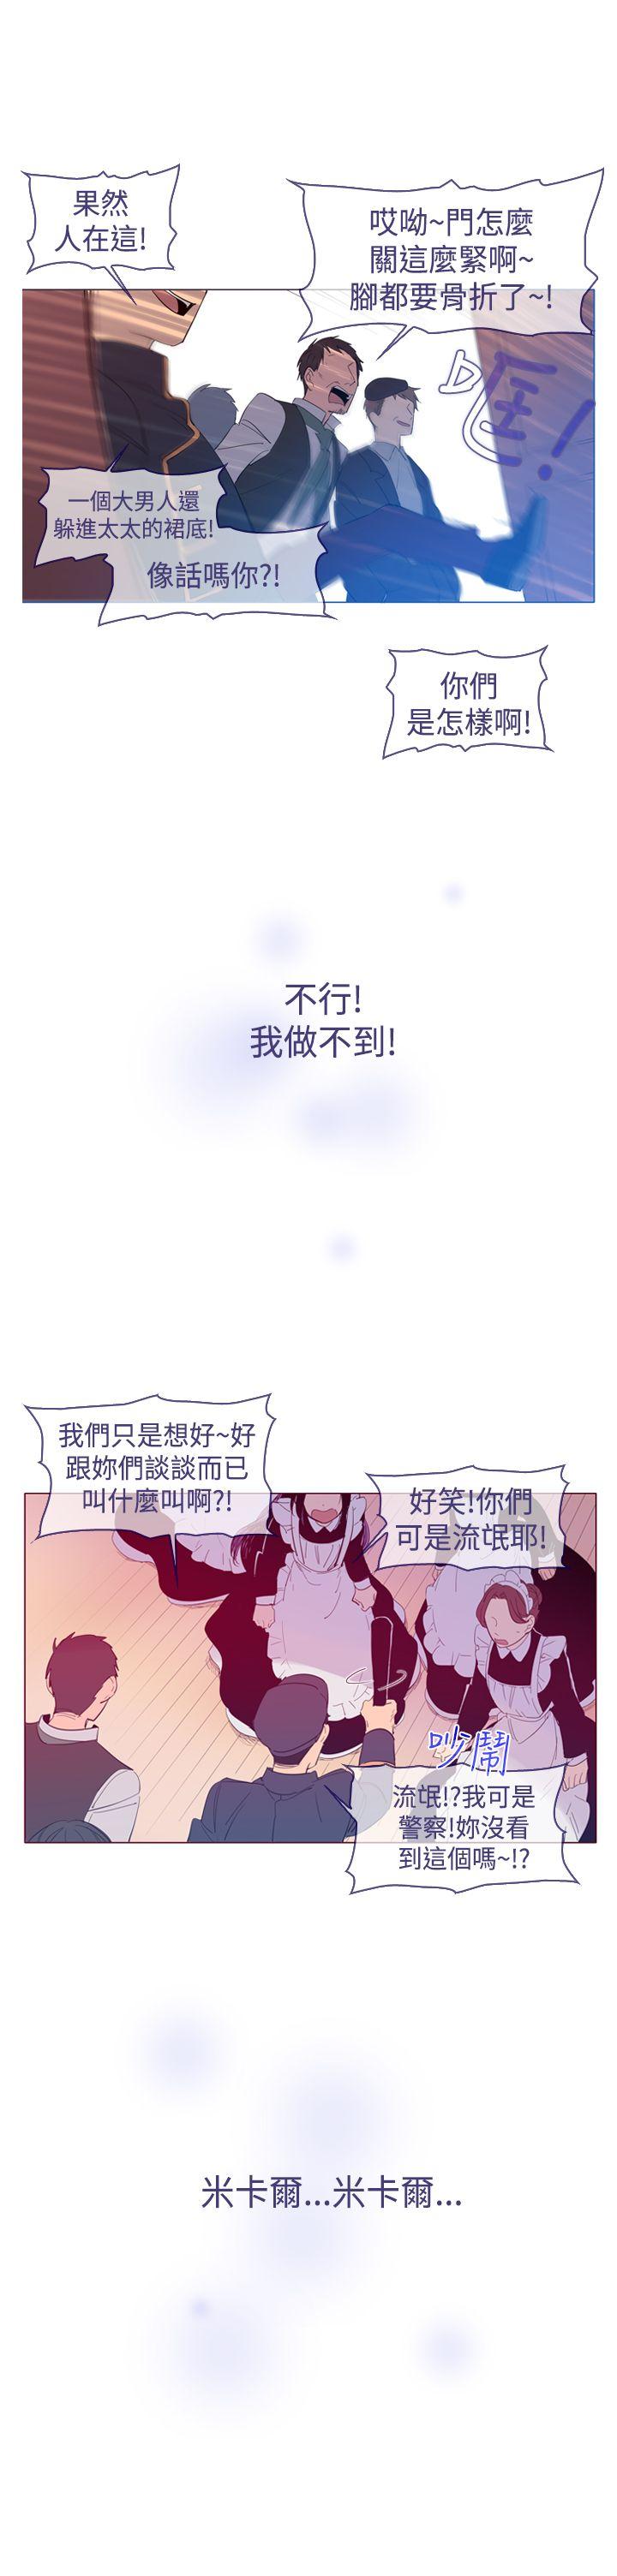 果然
人在這!
哎呦~門怎麼
關這麼緊啊~
腳都要骨折了~!
哐!
一個大男人還
躲進太太的裙底!
像話嗎你?!
你們
是怎樣啊!
不行!
我做不到!
我們只是想好~好
跟妳們談談而已
叫什麼叫啊?!
好笑!你們
可是流氓耶!
吵鬧
流氓!?我可是
警察!妳沒看
到這個嗎~!?
米卡爾...米卡爾...